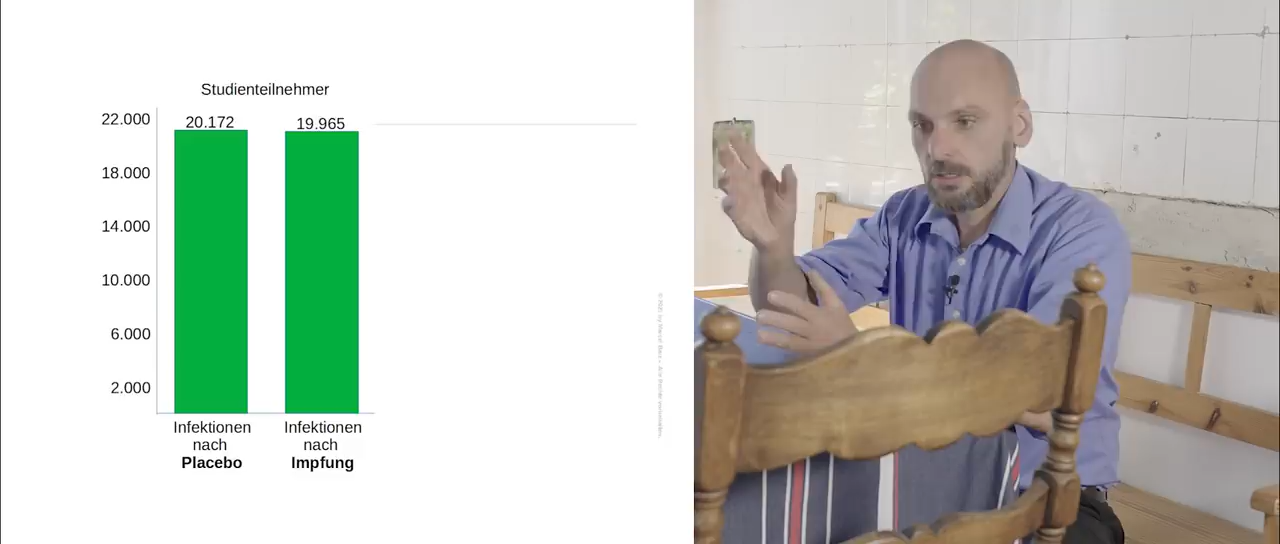 Studienteilnehmer
22.000
18.000
14.000
10.000
6.000
2.000
20.172
19.965
Infektionen
nach
Placebo
Infektionen
nach
Impfung